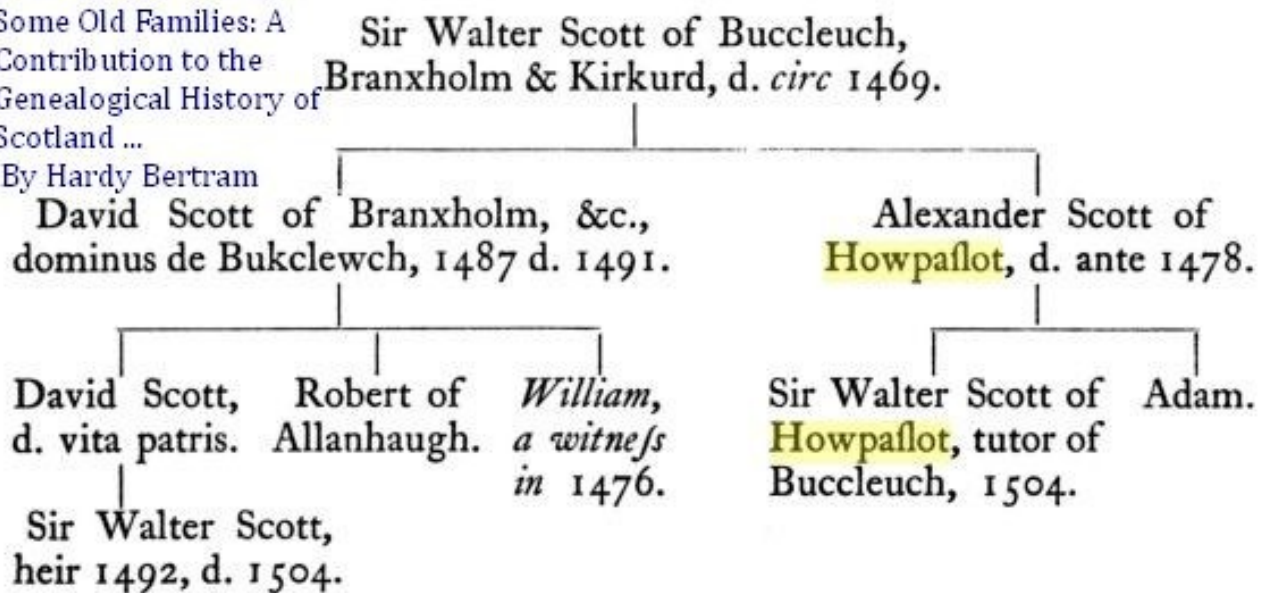 Some Old Families: A
Contribution to the
Genealogical History of
Scotland ...
By Hardy Bertram
Sir Walter Scott of Buccleuch,
Branxholm & Kirkurd, d. circ 1469.
David Scott of Branxholm, &c.,
dominus de Bukclewch, 1487 d. 1491.
Alexander Scott of
Howpaſlot, d. ante 1478.
David Scott,
d. vita patris.
Robert of
Allanhaugh.
William,
a witneſs
in 1476.
Sir Walter Scott of
Howpaſlot, tutor of
Buccleuch, 1504.
Adam.
Sir Walter Scott,
heir 1492, d. 1504.